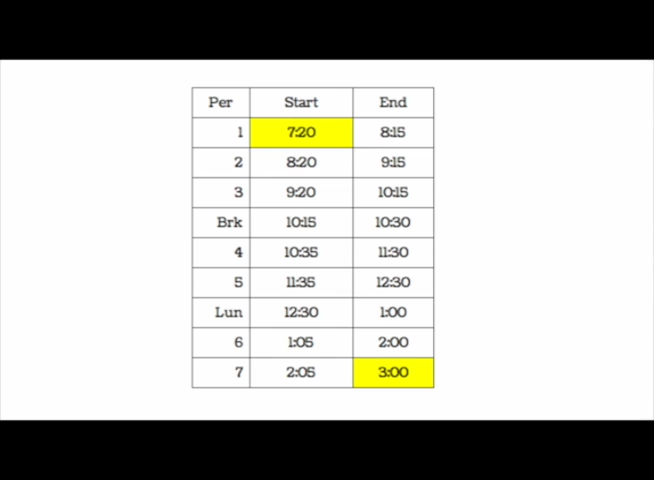 Per Start End
1 7:20 8:15
2 8:20 9:15
3 9:20 10:15
Brk 10:15 10:30
4 10:35 11:30
5 11:35 12:30
Lun 12:30 1:00
6 1:05 2:00
7 2:05 3:00